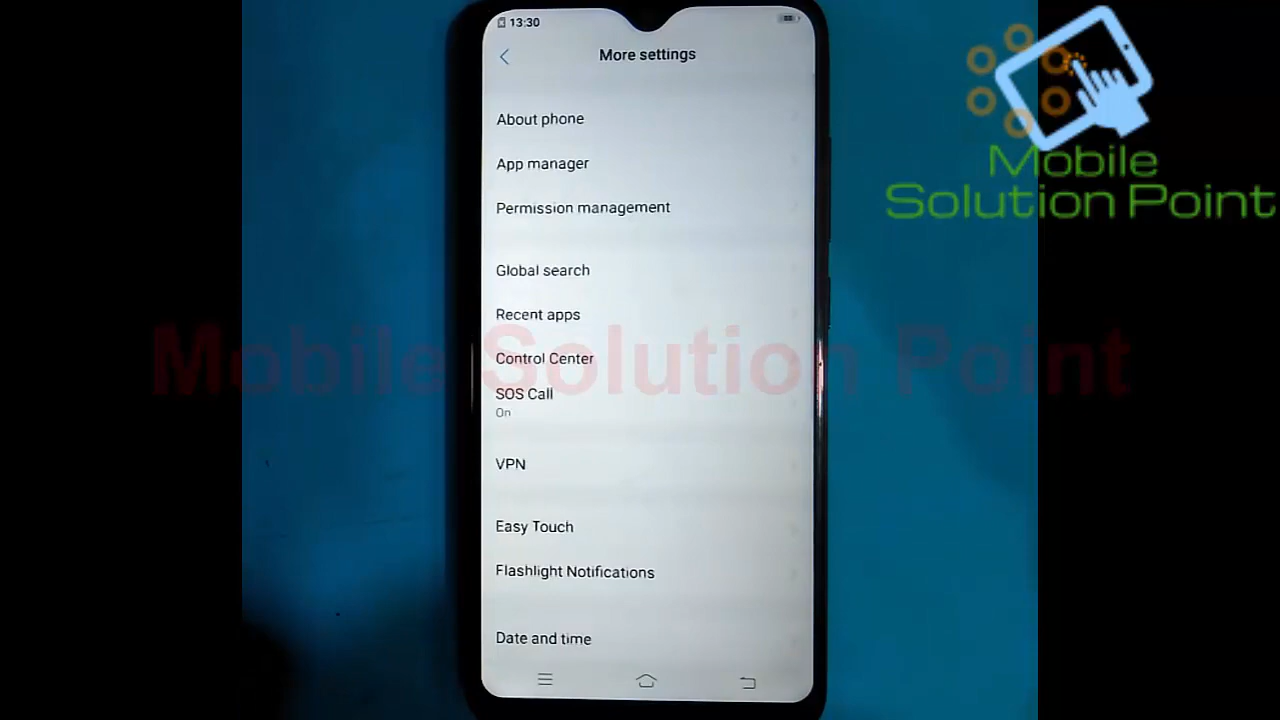 13:30
More settings
About phone
App manager
Permission management
Global search
Recent apps
Control Center
SOS Call
On
VPN
Easy Touch
Flashlight Notifications
Date and time
Mobile
Solution Point
Mobile Solution Point